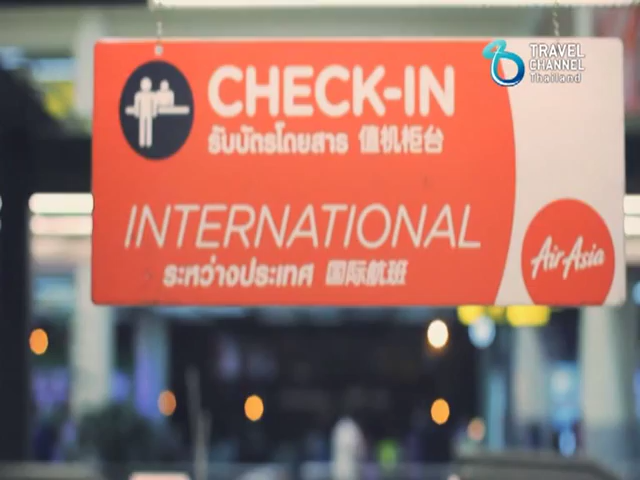 TRAVEL
CHANNEL
Thailand
CHECK-IN
รับบัตรโดยสาร 值机柜台
INTERNATIONAL
ระหว่างประเทศ 国际航班
AirAsia